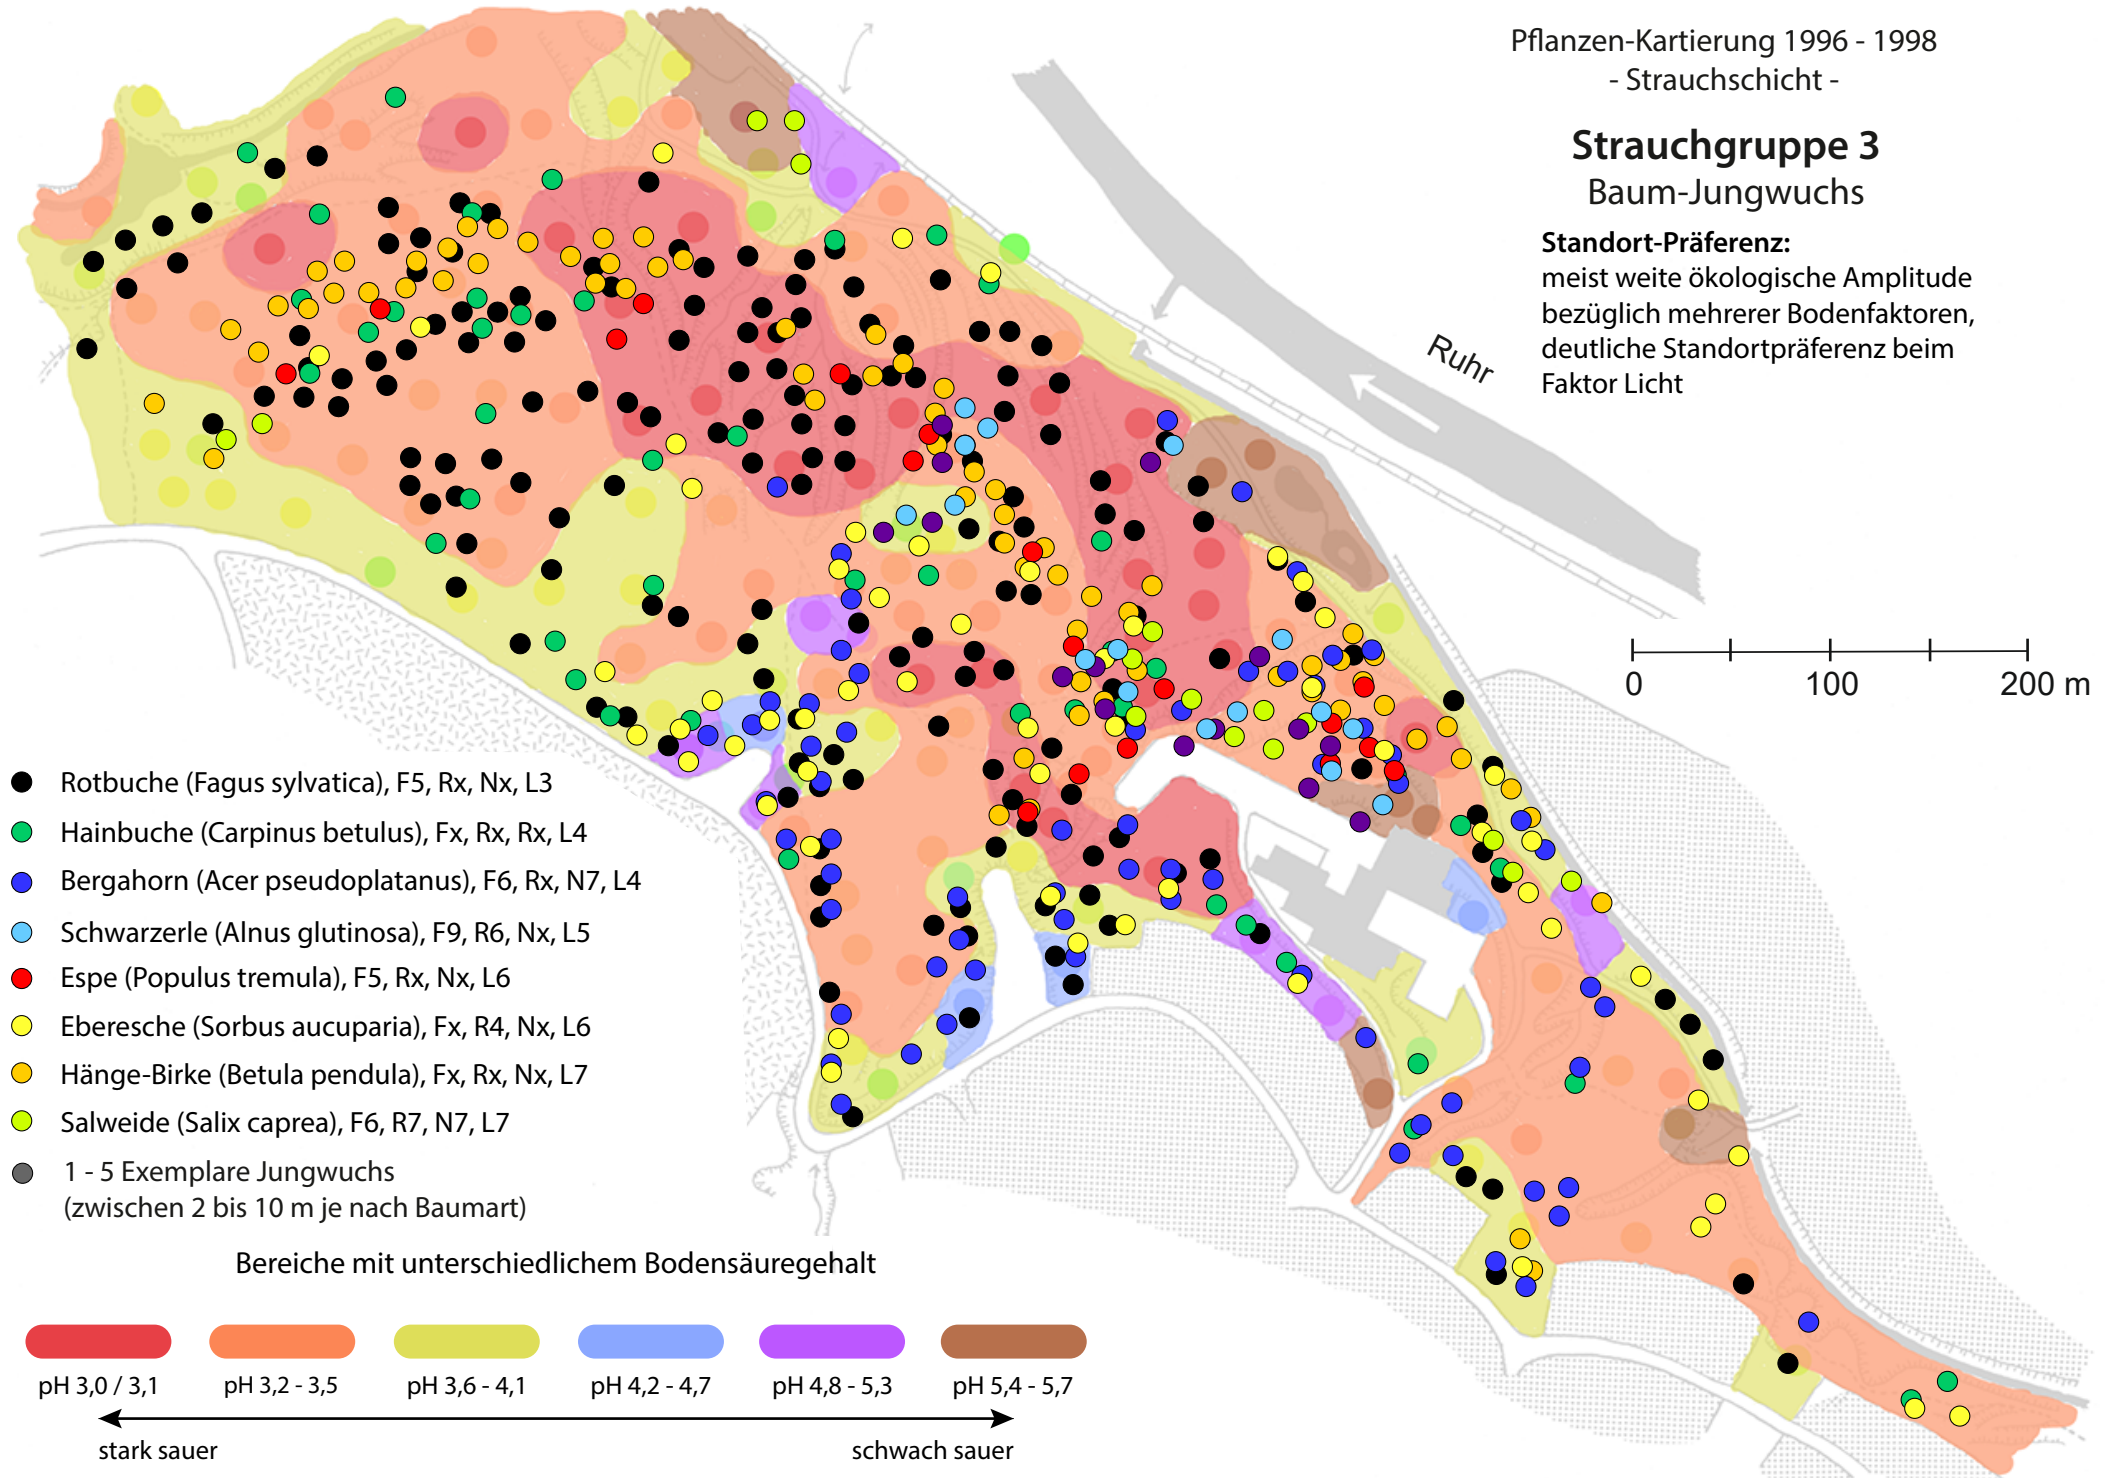 Pflanzen-Kartierung 1996 - 1998
- Strauchschicht -
Strauchgruppe 3
Baum-Jungwuchs
Standort-Präferenz:
meist weite ökologische Amplitude
bezüglich mehrerer Bodenfaktoren,
deutliche Standortpräferenz beim
Faktor Licht
Ruhr
0 100 200 m
Rotbuche (Fagus sylvatica), F5, Rx, Nx, L3
Hainbuche (Carpinus betulus), Fx, Rx, Rx, L4
Bergahorn (Acer pseudoplatanus), F6, Rx, N7, L4
Schwarzerle (Alnus glutinosa), F9, R6, Nx, L5
Espe (Populus tremula), F5, Rx, Nx, L6
Eberesche (Sorbus aucuparia), Fx, R4, Nx, L6
Hänge-Birke (Betula pendula), Fx, Rx, Nx, L7
Salweide (Salix caprea), F6, R7, N7, L7
1 - 5 Exemplare Jungwuchs
(zwischen 2 bis 10 m je nach Baumart)
Bereiche mit unterschiedlichem Bodensäuregehalt
pH 3,0 / 3,1 pH 3,2 - 3,5 pH 3,6 - 4,1 pH 4,2 - 4,7 pH 4,8 - 5,3 pH 5,4 - 5,7
stark sauer schwach sauer